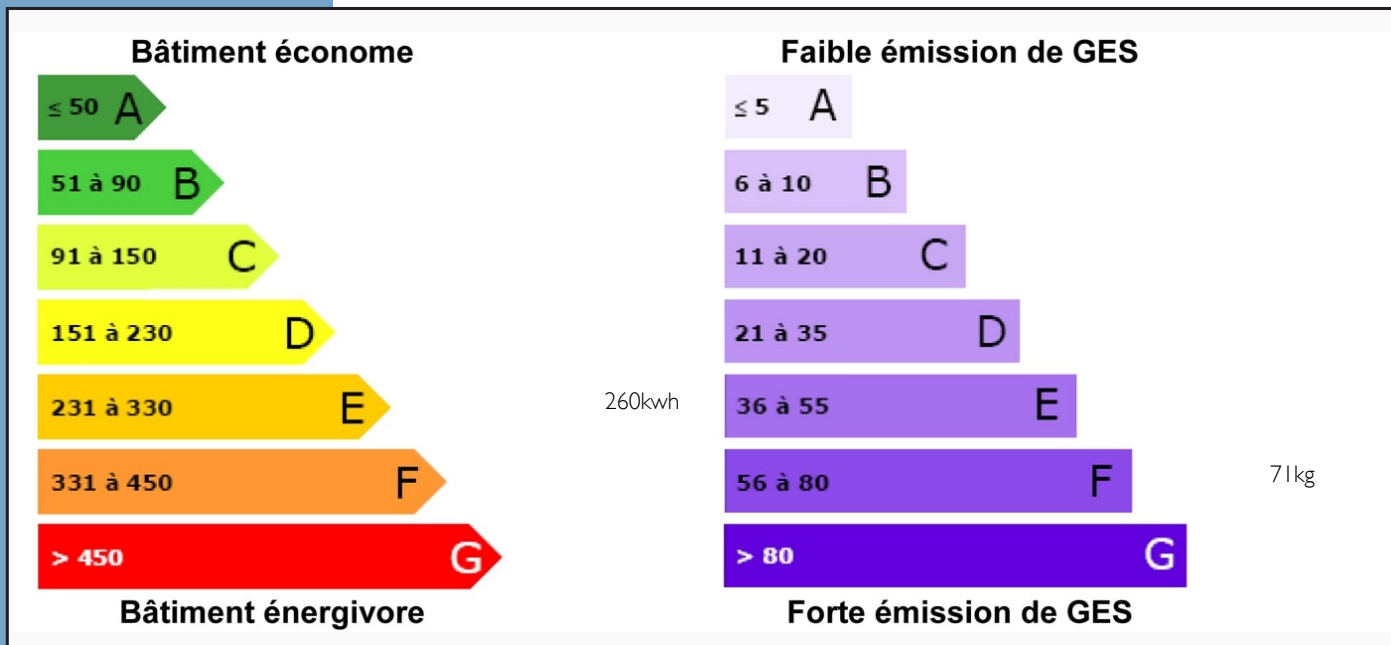 Bâtiment économe
≤ 50 A
51 à 90 B
91 à 150 C
151 à 230 D
231 à 330 E
260kwh
331 à 450 F
> 450 G
Bâtiment énergivore
Faible émission de GES
≤ 5 A
6 à 10 B
11 à 20 C
21 à 35 D
36 à 55 E
56 à 80 F
71kg
> 80 G
Forte émission de GES